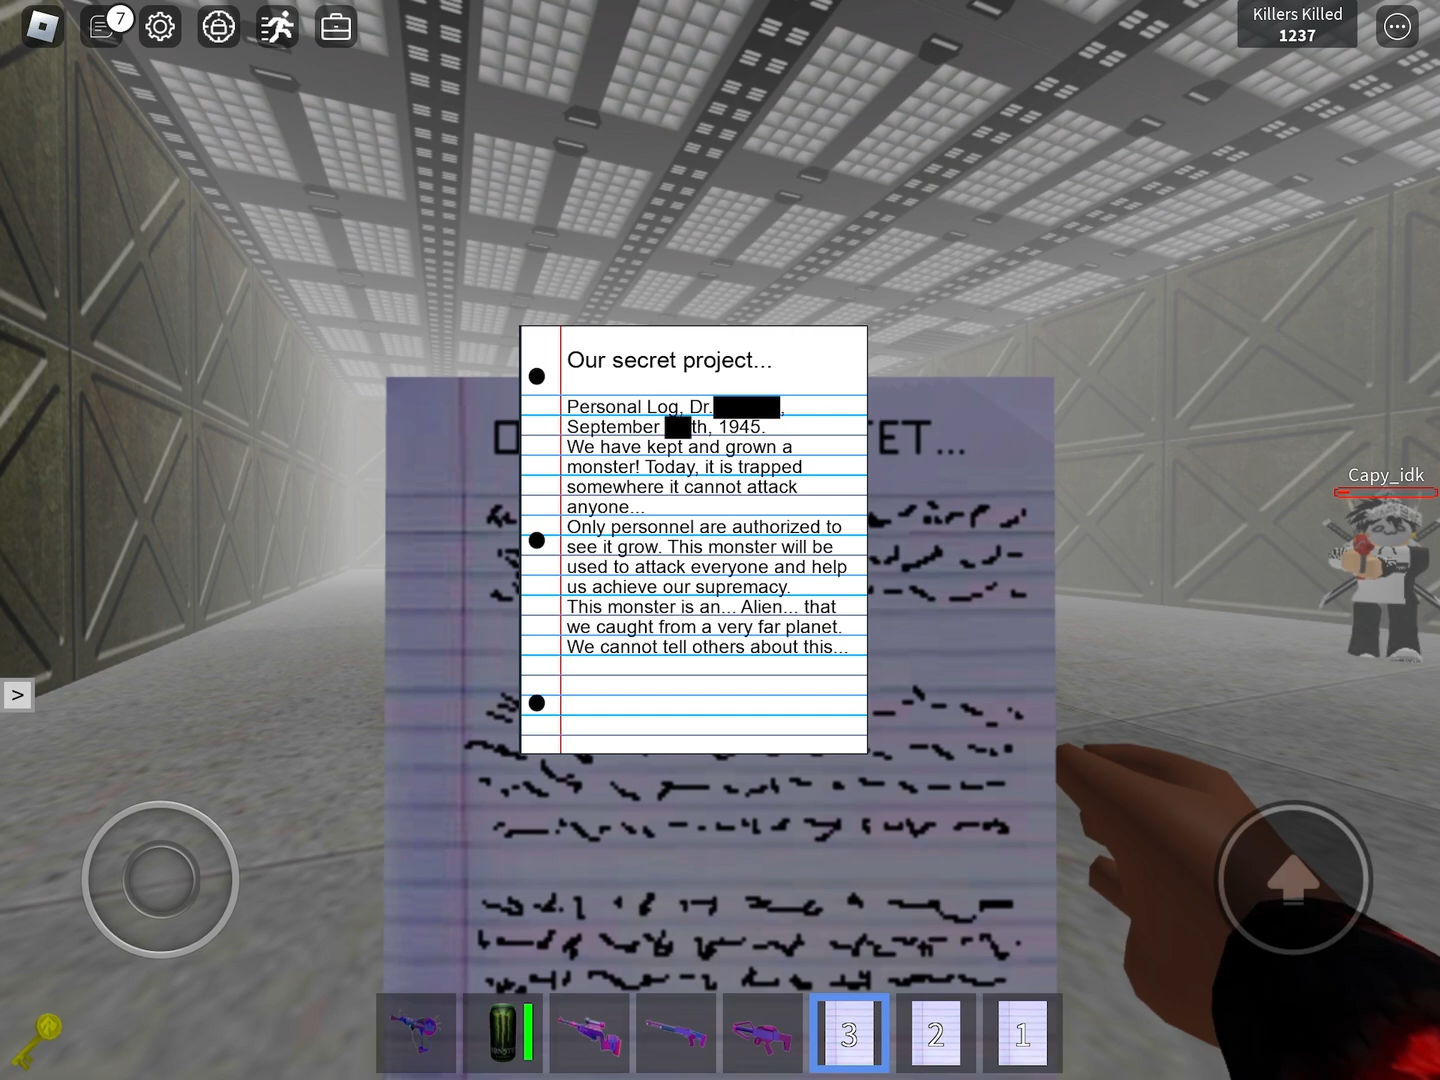 7
Killers Killed
1237
Our secret project...
Personal Log, Dr. ,
September th, 1945.
We have kept and grown a
monster! Today, it is trapped
somewhere it cannot attack
anyone...
Only personnel are authorized to
see it grow. This monster will be
used to attack everyone and help
us achieve our supremacy.
This monster is an... Alien... that
we caught from a very far planet.
We cannot tell others about this...
Capy_idk
>
3
2
1